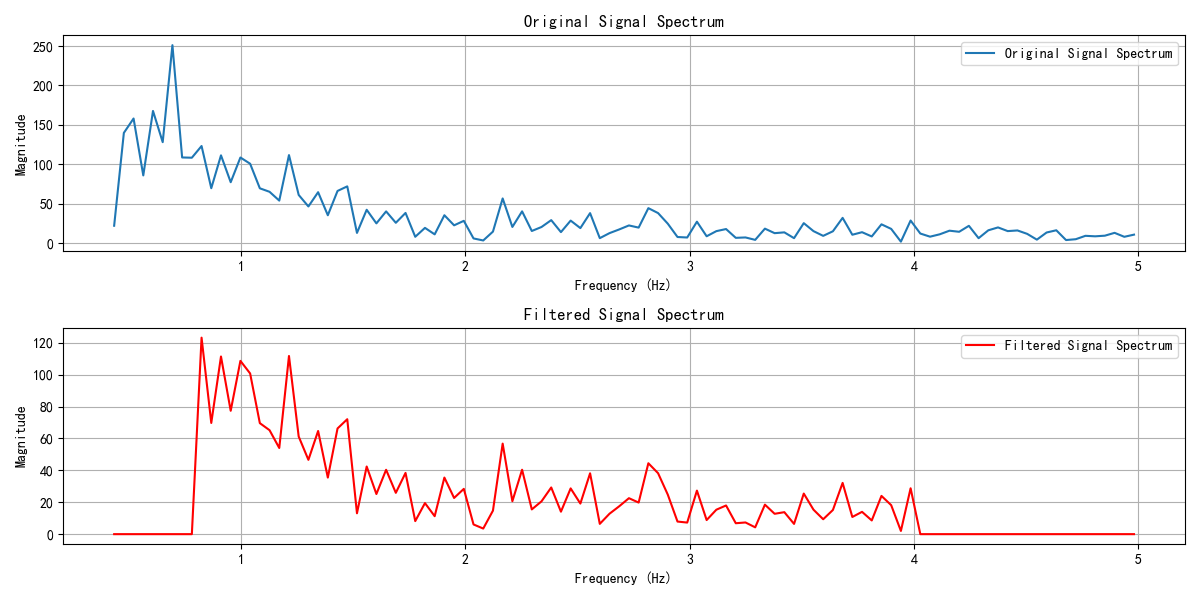 Original Signal Spectrum
250
200
150
100
50
0
Magnitude
Original Signal Spectrum
1
2
3
4
5
Frequency (Hz)
Filtered Signal Spectrum
120
100
80
60
40
20
0
Magnitude
Filtered Signal Spectrum
1
2
3
4
5
Frequency (Hz)